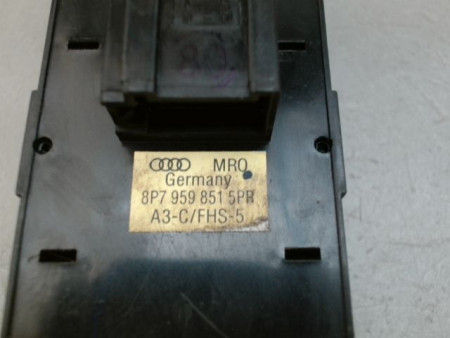 MRO
Germany
8P7 959 851 5PR
A3-C/FHS-5